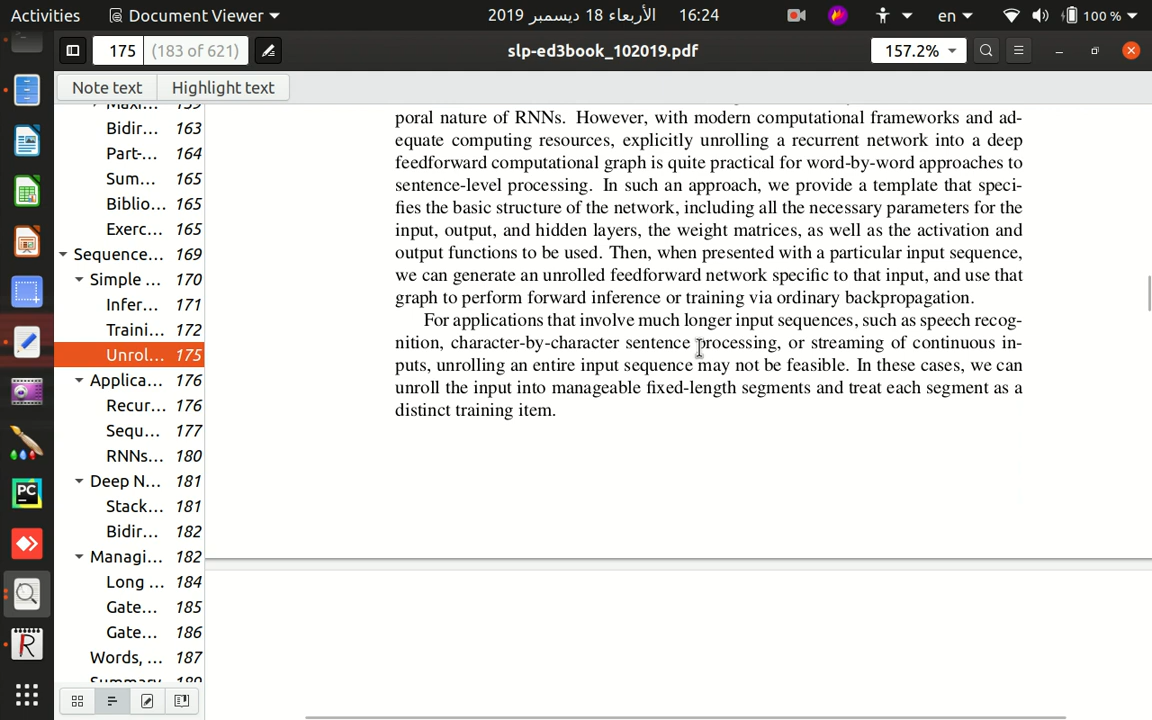 Activities Document Viewer الأربعاء 18 ديسمبر 2019 16:24 en 100 %
175 (183 of 621) slp-ed3book_102019.pdf 157.2%
Note text Highlight text
Bidir... 163
Part-... 164
Sum... 165
Biblio... 165
Exerc... 165
Sequence... 169
Simple ... 170
Infer... 171
Traini... 172
Unrol... 175
Applica... 176
Recur... 176
Sequ... 177
RNNs... 180
Deep N... 181
Stack... 181
Bidir... 182
Managi... 182
Long ... 184
Gate... 185
Gate... 186
Words, ... 187
Summary 189
poral nature of RNNs. However, with modern computational frameworks and ad-
equate computing resources, explicitly unrolling a recurrent network into a deep
feedforward computational graph is quite practical for word-by-word approaches to
sentence-level processing. In such an approach, we provide a template that speci-
fies the basic structure of the network, including all the necessary parameters for the
input, output, and hidden layers, the weight matrices, as well as the activation and
output functions to be used. Then, when presented with a particular input sequence,
we can generate an unrolled feedforward network specific to that input, and use that
graph to perform forward inference or training via ordinary backpropagation.
For applications that involve much longer input sequences, such as speech recog-
nition, character-by-character sentence processing, or streaming of continuous in-
puts, unrolling an entire input sequence may not be feasible. In these cases, we can
unroll the input into manageable fixed-length segments and treat each segment as a
distinct training item.
PC
R